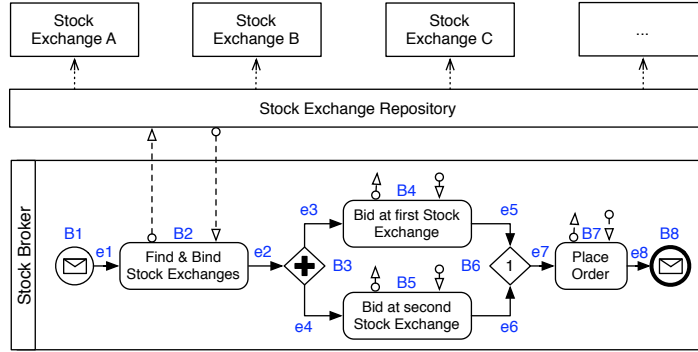 Stock
Exchange A
Stock
Exchange B
Stock
Exchange C
...
Stock Exchange Repository
Stock Broker
B1
e1
B2
Find & Bind
Stock Exchanges
e2
B3
e3
B4
Bid at first Stock
Exchange
e5
e4
B5
Bid at second
Stock Exchange
e6
B6
1
e7
B7
Place
Order
e8
B8